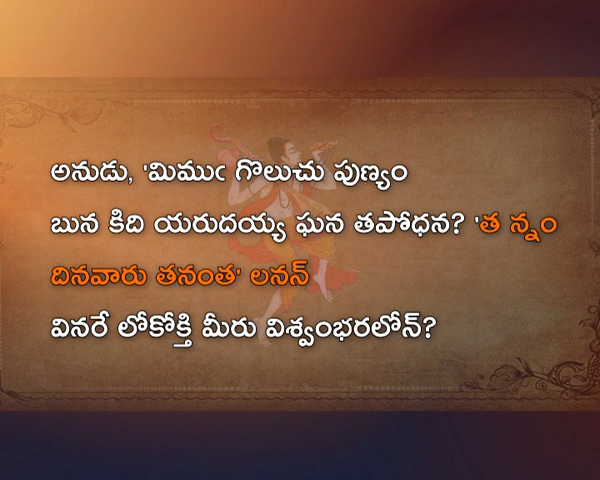 అనుడు, 'మిముఁ గొలుచు పుణ్యం
బున కిది యరుదయ్య ఘన తపోధన? 'త న్నం
దినవారు తనంత' లనన్
వినరే లోకోక్తి మీరు విశ్వంభరలోన్?